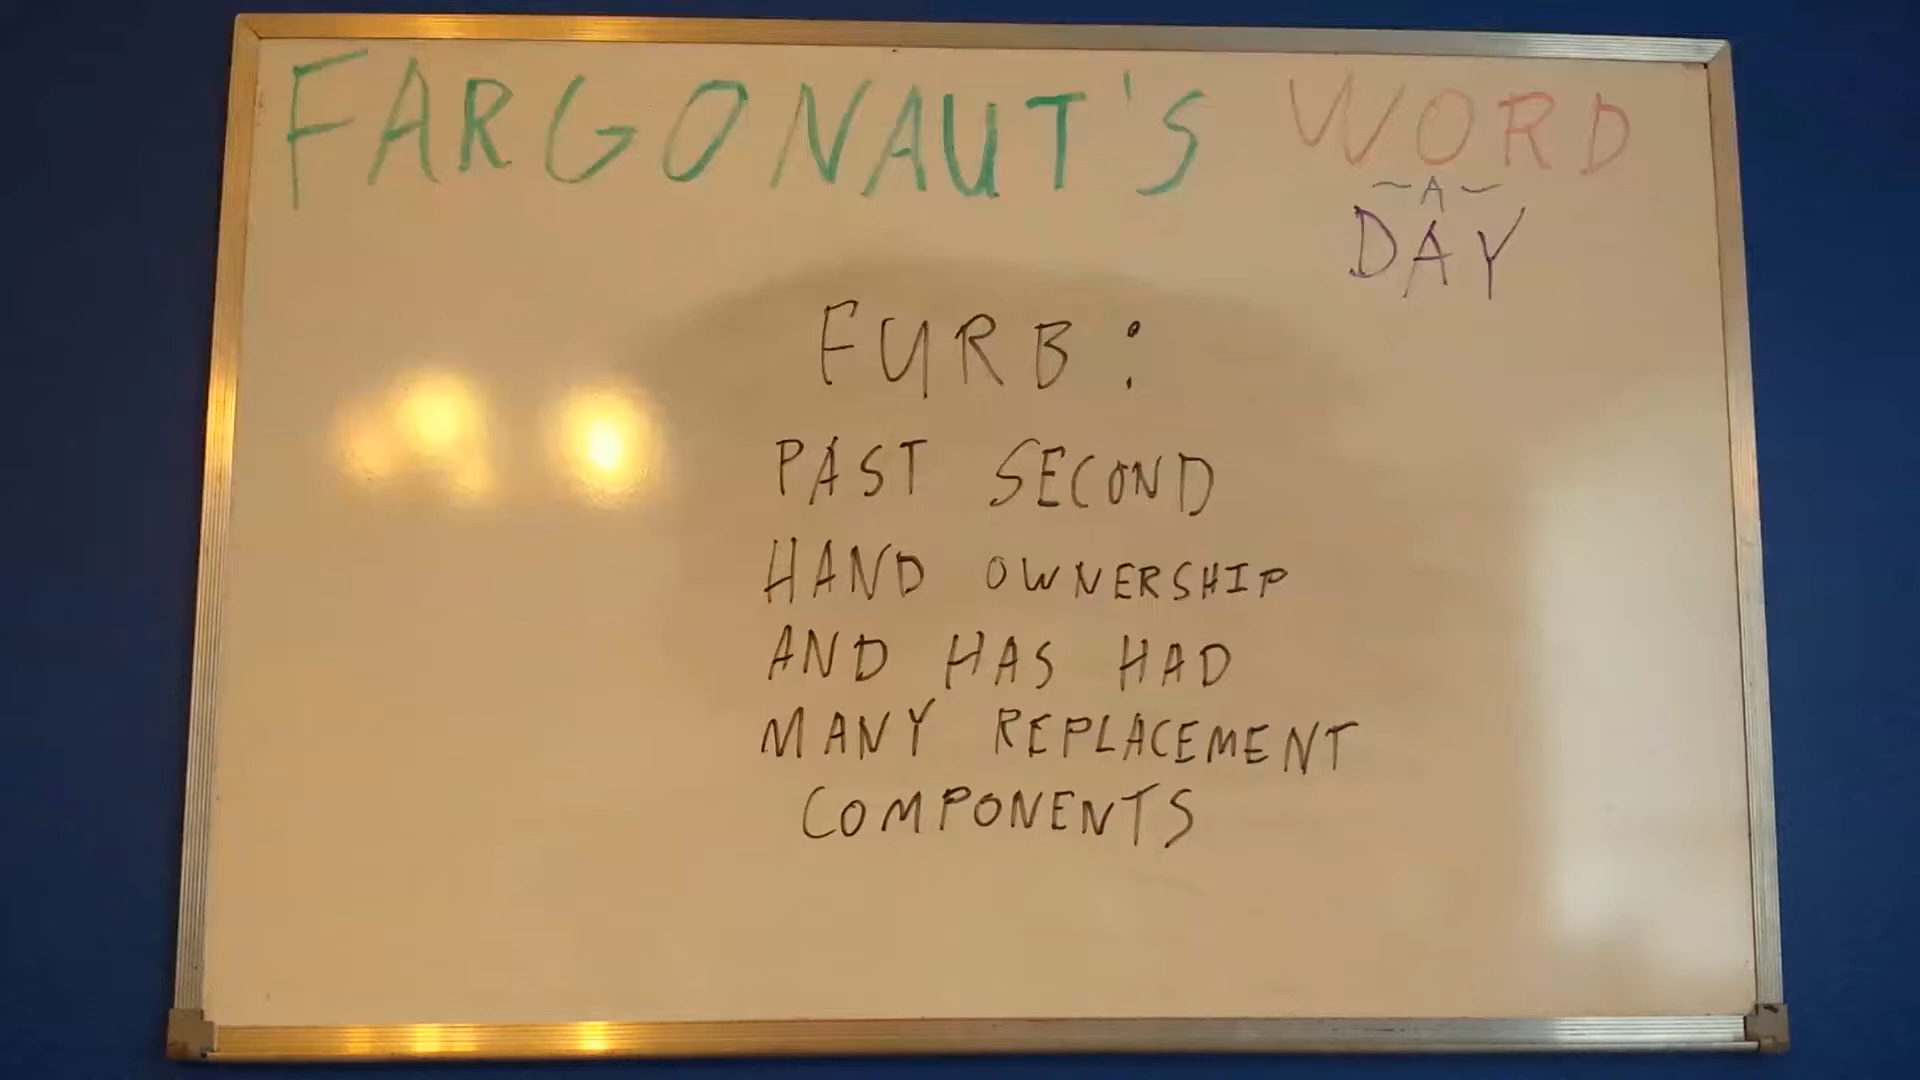 FARGONAUT'S WORD
~A~
DAY
FURB:
PAST SECOND
HAND OWNERSHIP
AND HAS HAD
MANY REPLACEMENT
COMPONENTS